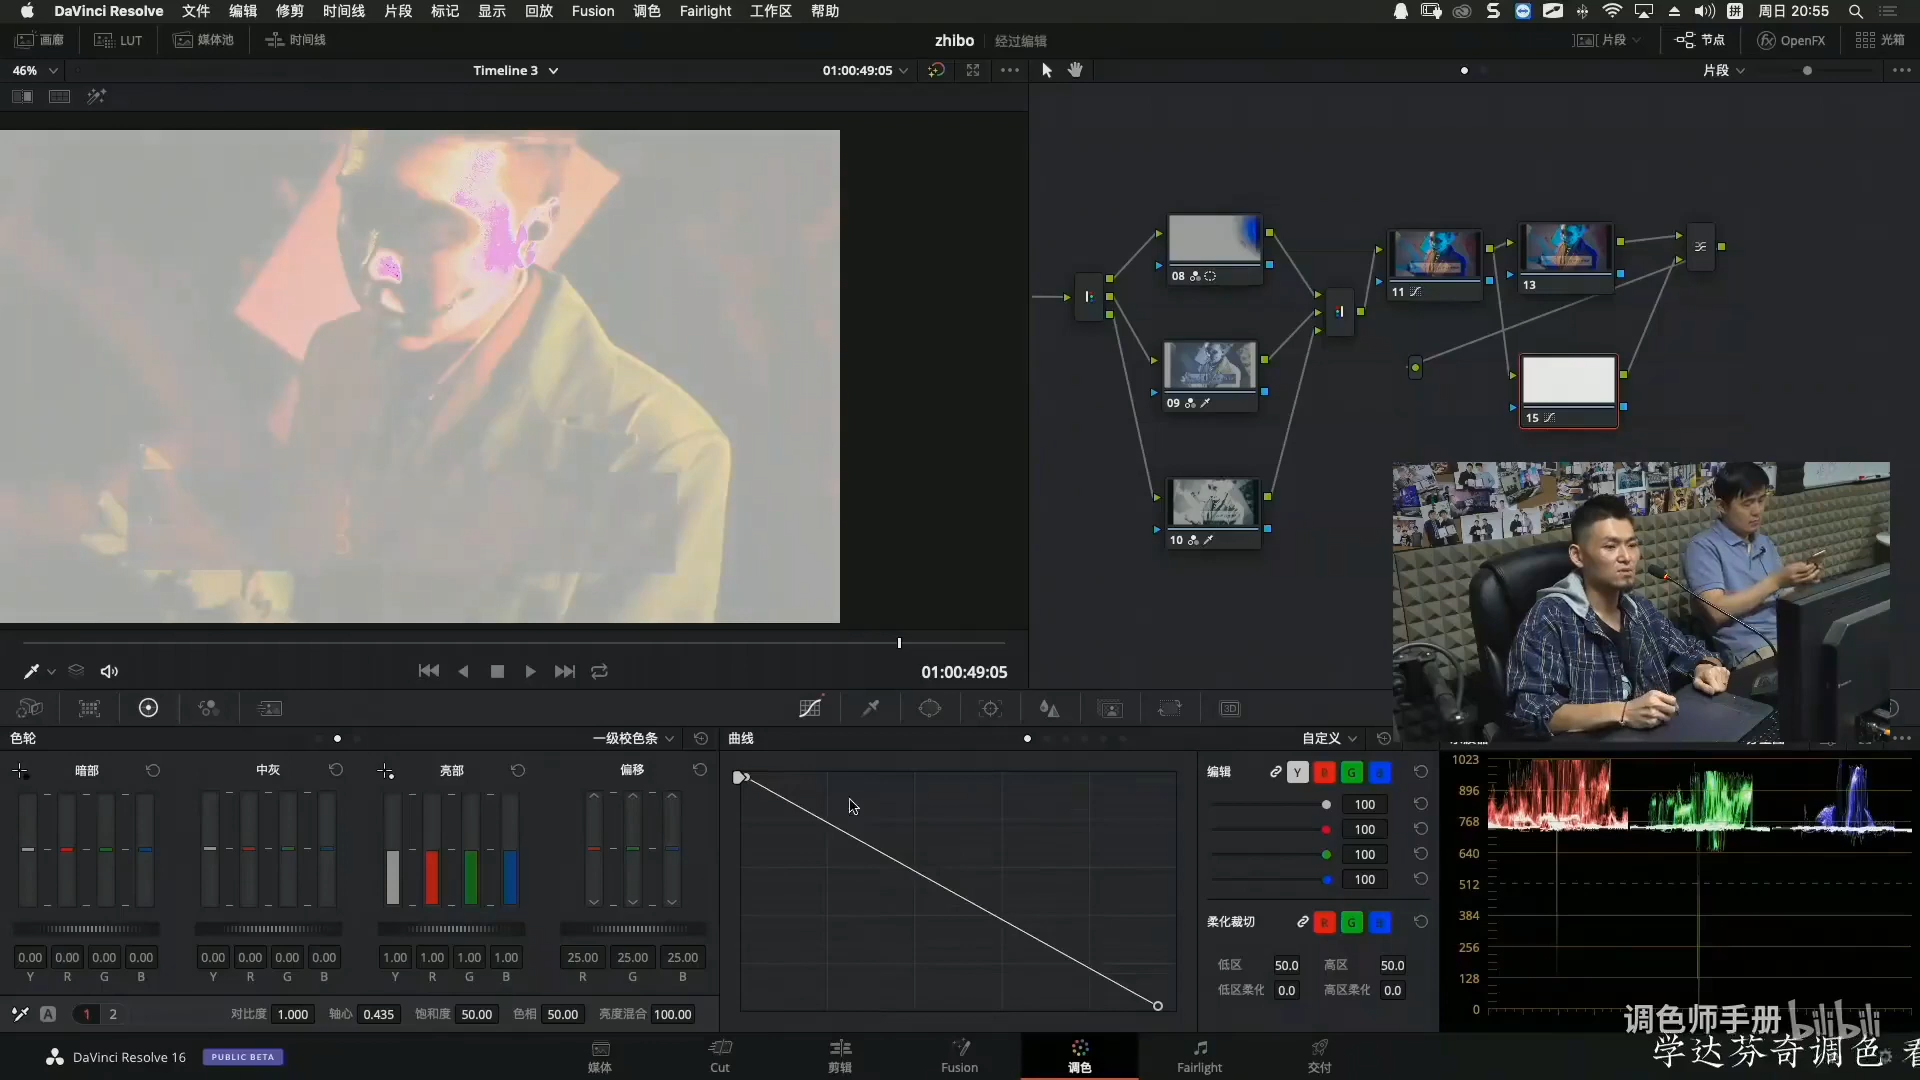 DaVinci Resolve 文件 编辑 修剪 时间线 片段 标记 显示 回放 Fusion 调色 Fairlight 工作区 帮助 周日 20:55
画廊 LUT 媒体池 时间线 zhibo 经过编辑 片段 节点 OpenFX 光箱
46% Timeline 3 01:00:49:05 片段
08
11
13
09
15
10
01:00:49:05
色轮 一级校色条 曲线 自定义
暗部 中灰 亮部 偏移
编辑 Y R G B
100
100
100
100
柔化裁切 R G B
低区 50.0 高区 50.0
低区柔化 0.0 高区柔化 0.0
0.00 0.00 0.00 0.00 0.00 0.00 0.00 0.00 1.00 1.00 1.00 1.00 25.00 25.00 25.00
Y R G B Y R G B Y R G B R G B
A 1 2 对比度 1.000 轴心 0.435 饱和度 50.00 色相 50.00 亮度混合 100.00
1023
896
768
640
512
384
256
128
0
调色师手册 bilibili
学达芬奇调色 看
DaVinci Resolve 16 PUBLIC BETA
媒体 Cut 剪辑 Fusion 调色 Fairlight 交付